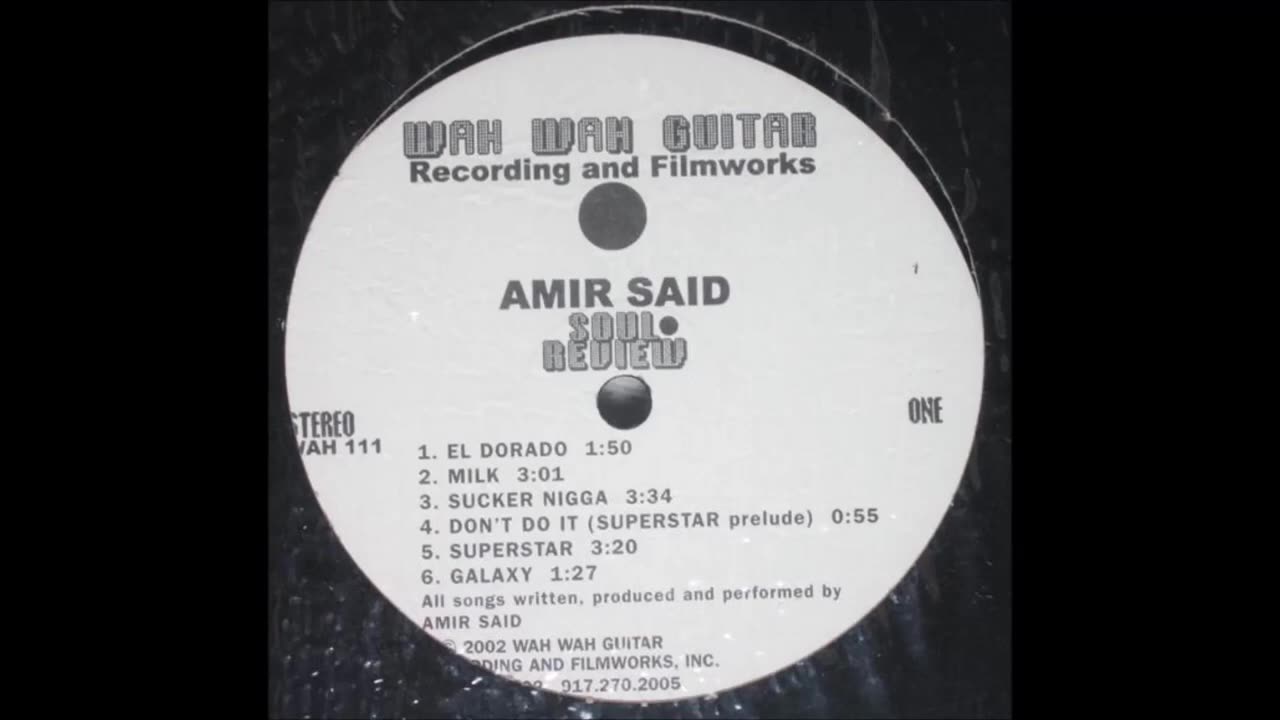 WAH WAH GUITAR
Recording and Filmworks
AMIR SAID
SOUL
REVIEW
STEREO
WAH 111
ONE
1. EL DORADO 1:50
2. MILK 3:01
3. SUCKER NIGGA 3:34
4. DON'T DO IT (SUPERSTAR prelude) 0:55
5. SUPERSTAR 3:20
6. GALAXY 1:27
All songs written, produced and performed by
AMIR SAID
© 2002 WAH WAH GUITAR
AND FILMWORKS, INC.
917.270.2005